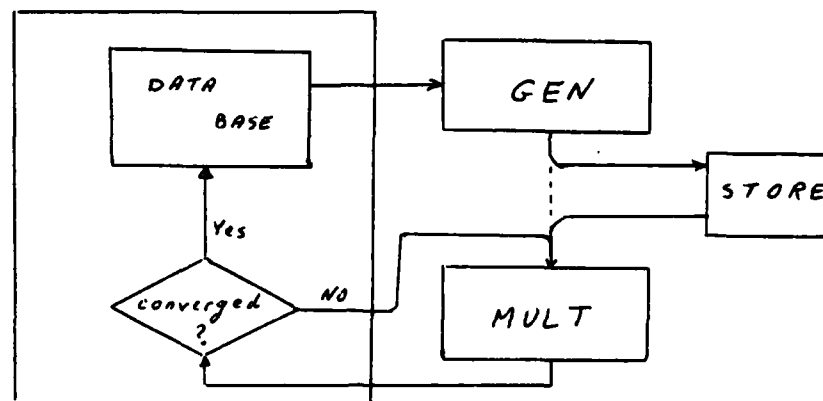 DATA
BASE
GEN
STORE
Yes
NO
converged
?
MULT